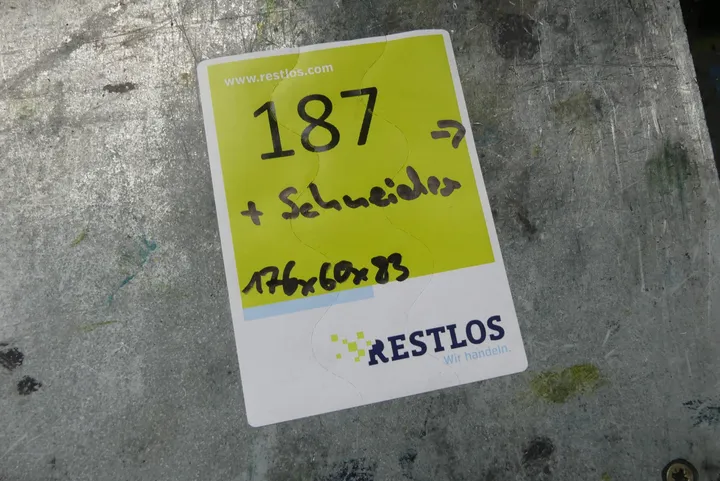 www.restlos.com
187
→
+ Schneider
176x60x83
RESTLOS
Wir handeln.